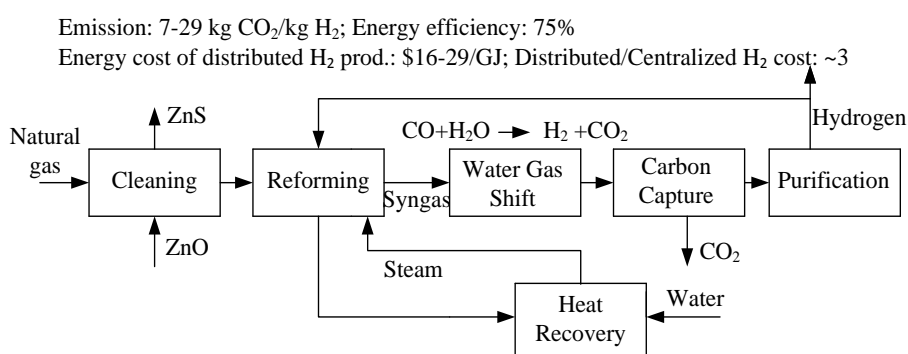 Emission: 7-29 kg CO₂/kg H₂; Energy efficiency: 75%
Energy cost of distributed H₂ prod.: $16-29/GJ; Distributed/Centralized H₂ cost: ~3
ZnS
CO+H₂O → H₂ +CO₂
Hydrogen
Natural
gas
Cleaning
Reforming
Syngas
Water Gas
Shift
Carbon
Capture
Purification
ZnO
Steam
CO₂
Heat
Recovery
Water